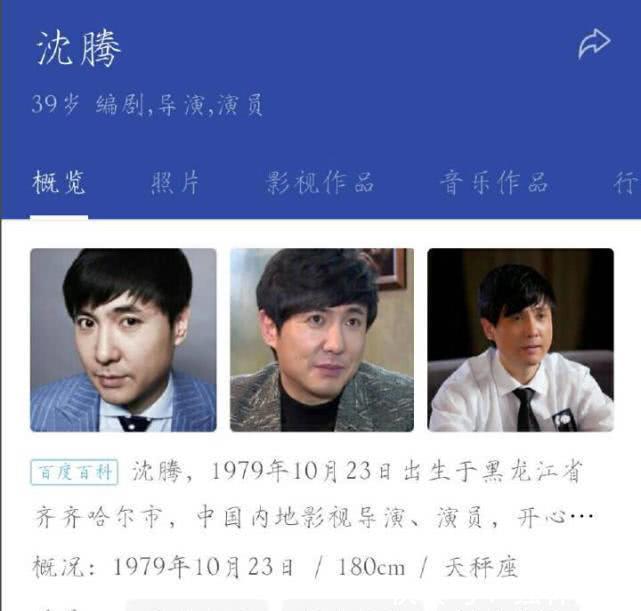 沈腾
39岁 编剧,导演,演员
概览 照片 影视作品 音乐作品 行
百度百科 沈腾，1979年10月23日出生于黑龙江省
齐齐哈尔市，中国内地影视导演、演员，开心…
概况：1979年10月23日 / 180cm / 天秤座